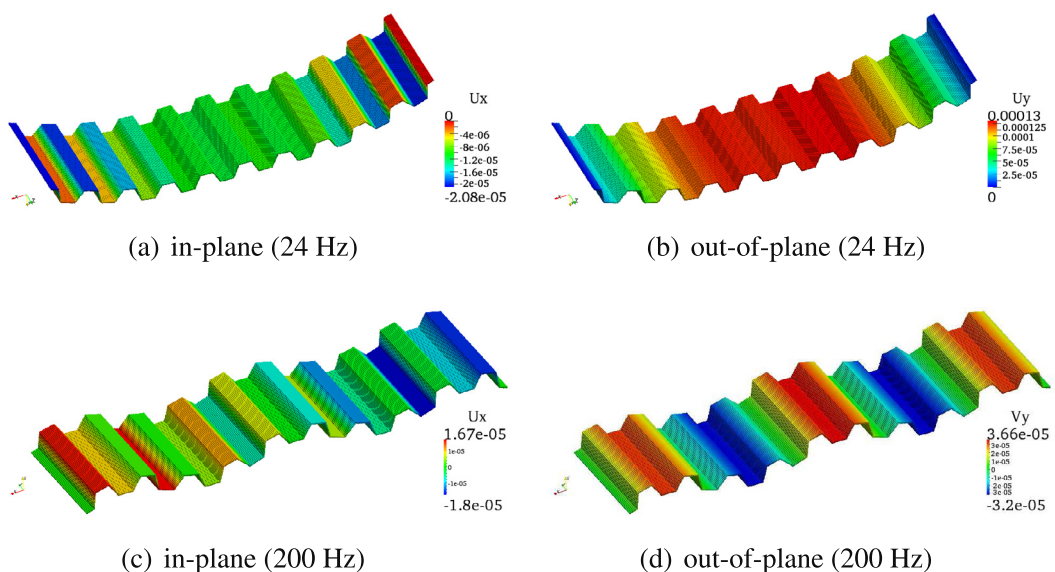 Ux
0
-4e-06
-8e-06
-1.2e-05
-1.6e-05
-2e-05
-2.08e-05
(a) in-plane (24 Hz)
Uy
0.00013
0.000125
0.0001
7.5e-05
5e-05
2.5e-05
0
(b) out-of-plane (24 Hz)
Ux
1.67e-05
1e-05
0
-1e-05
-1.8e-05
(c) in-plane (200 Hz)
Vy
3.66e-05
3e-05
2e-05
1e-05
0
-1e-05
2e-05
3e-05
-3.2e-05
(d) out-of-plane (200 Hz)